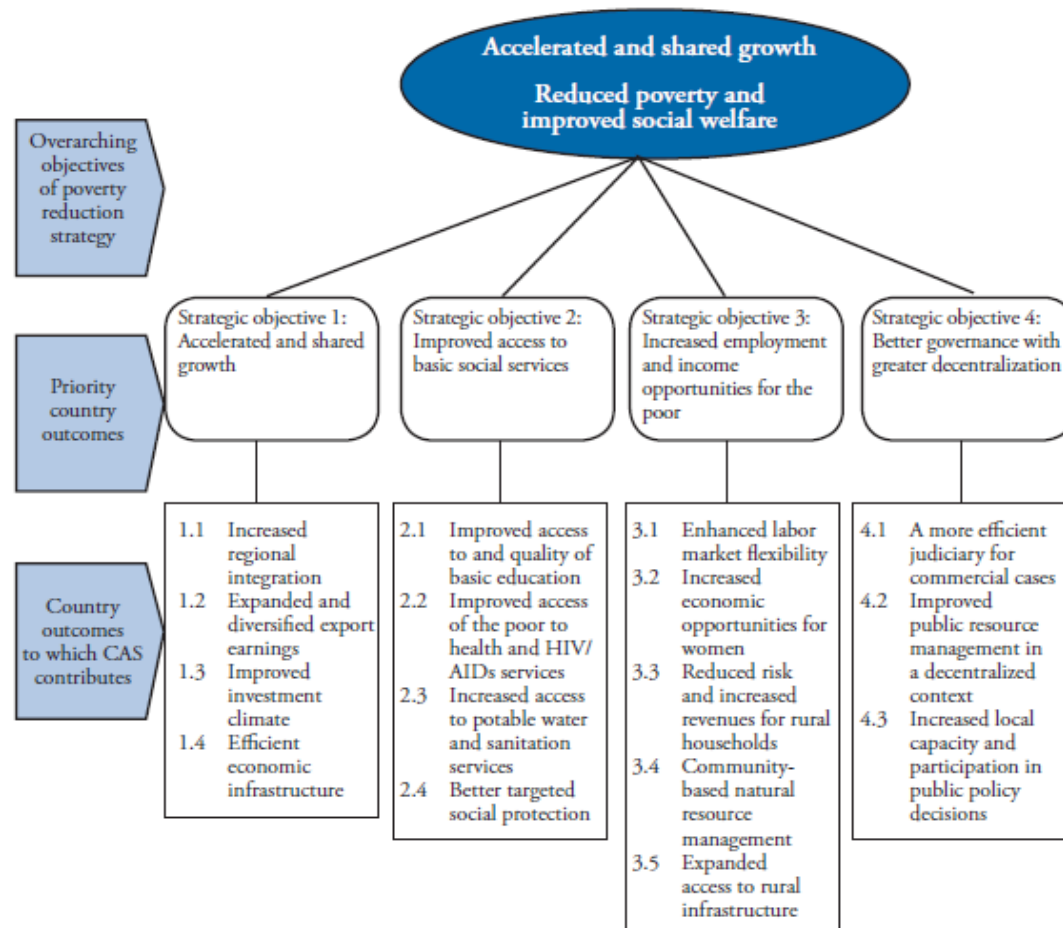 Accelerated and shared growth
Reduced poverty and
improved social welfare
Overarching
objectives
of poverty
reduction
strategy
Priority
country
outcomes
Strategic objective 1:
Accelerated and shared
growth
Strategic objective 2:
Improved access to
basic social services
Strategic objective 3:
Increased employment
and income
opportunities for the
poor
Strategic objective 4:
Better governance with
greater decentralization
Country
outcomes
to which CAS
contributes
1.1 Increased
regional
integration
1.2 Expanded and
diversified export
earnings
1.3 Improved
investment
climate
1.4 Efficient
economic
infrastructure
2.1 Improved access
to and quality of
basic education
2.2 Improved access
of the poor to
health and HIV/
AIDs services
2.3 Increased access
to potable water
and sanitation
services
2.4 Better targeted
social protection
3.1 Enhanced labor
market flexibility
3.2 Increased
economic
opportunities for
women
3.3 Reduced risk
and increased
revenues for rural
households
3.4 Community-
based natural
resource
management
3.5 Expanded
access to rural
infrastructure
4.1 A more efficient
judiciary for
commercial cases
4.2 Improved
public resource
management in
a decentralized
context
4.3 Increased local
capacity and
participation in
public policy
decisions